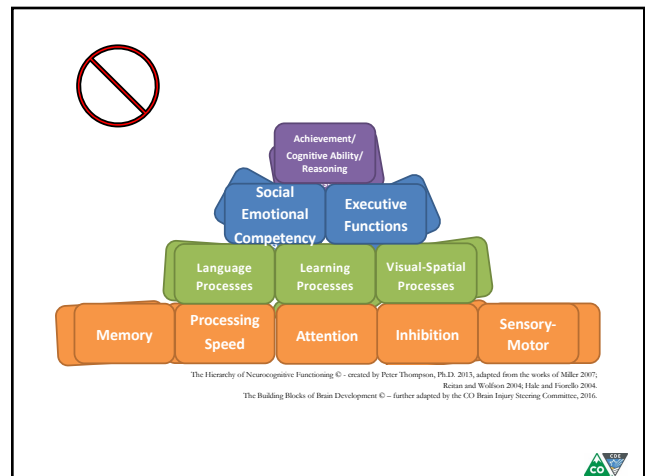 Achievement/
Cognitive Ability/
Reasoning
Social
Emotional
Competency
Executive
Functions
Language
Processes
Learning
Processes
Visual-Spatial
Processes
Memory
Processing
Speed
Attention
Inhibition
Sensory-
Motor
The Hierarchy of Neurocognitive Functioning © - created by Peter Thompson, Ph.D. 2013, adapted from the works of Miller 2007;
Reitan and Wolfson 2004; Hale and Fiorello 2004.
The Building Blocks of Brain Development © – further adapted by the CO Brain Injury Steering Committee, 2016.
CO
CDE